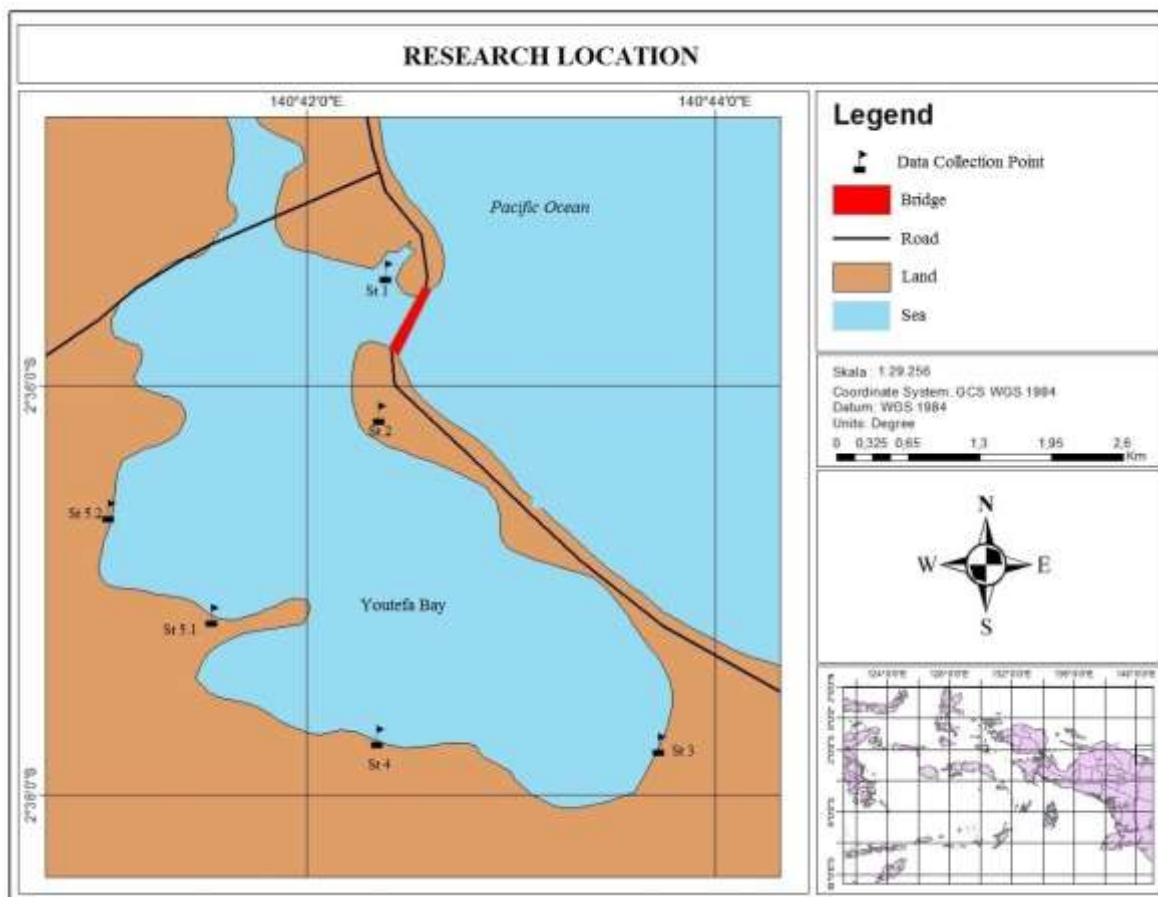 RESEARCH LOCATION
140°42'0"E
140°44'0"E
Pacific Ocean
St 1
2°36'0"S
St 2
St 5.2
Youtefa Bay
St 5.1
St 4
St 3
2°38'0"S
Legend
Data Collection Point
Bridge
Road
Land
Sea
Skala : 1:29.256
Coordinate System: GCS WGS 1984
Datum: WGS 1984
Units: Degree
0 0,325 0,65 1,3 1,95 2,6
Km
N
W E
S